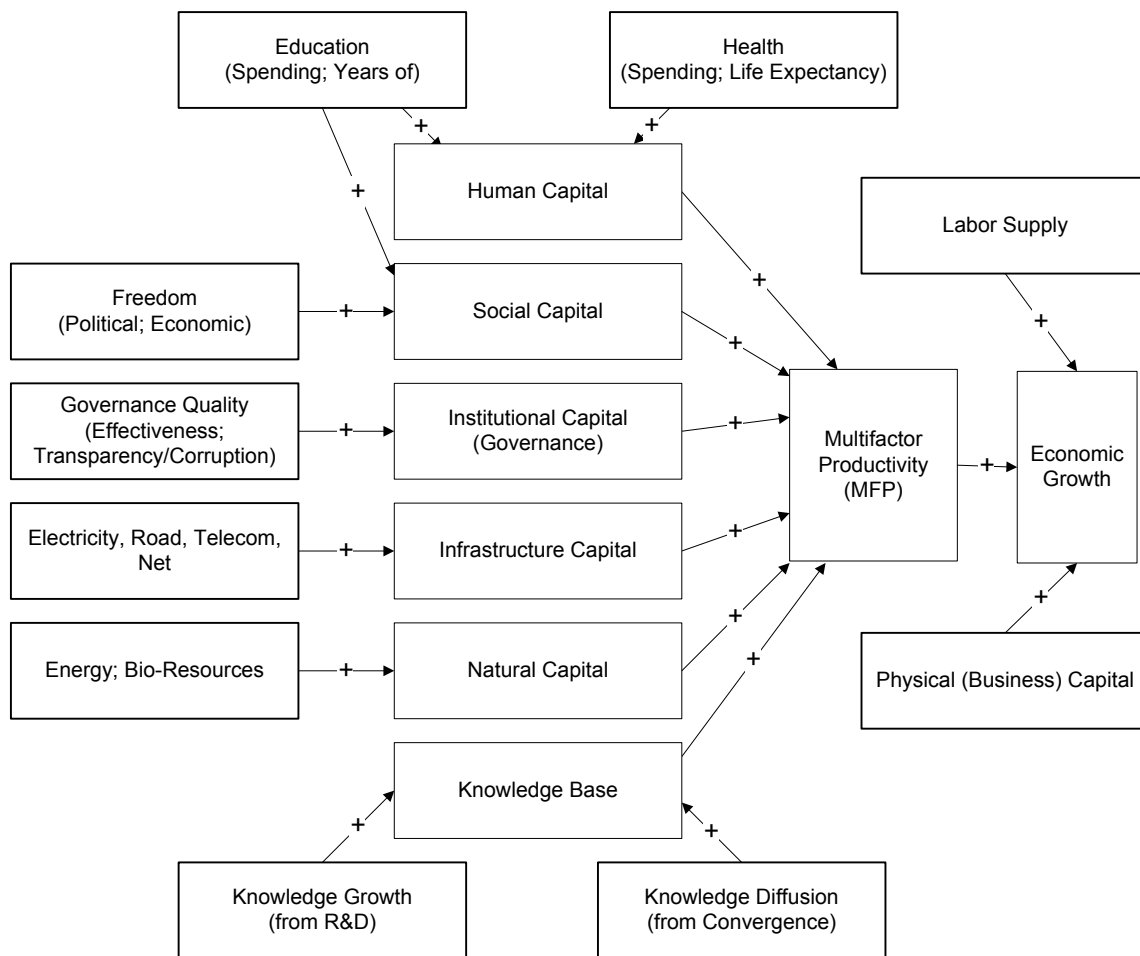 Education
(Spending; Years of)
Health
(Spending; Life Expectancy)
+
+
Human Capital
+
Labor Supply
+
Freedom
(Political; Economic)
+
Social Capital
+
+
Governance Quality
(Effectiveness;
Transparency/Corruption)
+
Institutional Capital
(Governance)
+
Multifactor
Productivity
(MFP)
+
Economic
Growth
Electricity, Road, Telecom,
Net
+
Infrastructure Capital
+
Energy; Bio-Resources
+
Natural Capital
+
+
+
Physical (Business) Capital
Knowledge Base
+
+
Knowledge Growth
(from R&D)
Knowledge Diffusion
(from Convergence)